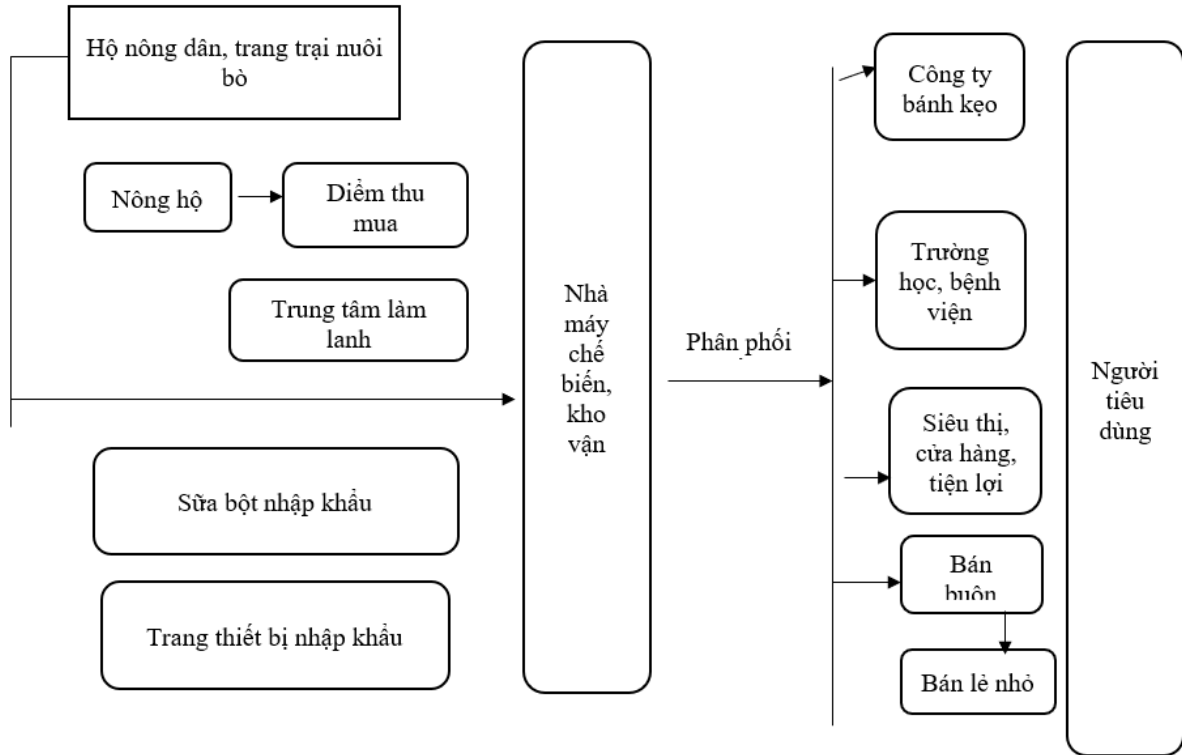 Hộ nông dân, trang trại nuôi
bò
Nông hộ
Diểm thu
mua
Trung tâm làm
lanh
Sữa bột nhập khẩu
Trang thiết bị nhập khẩu
Nhà
máy
chế
biến,
kho
vận
Phân phối
Công ty
bánh kẹo
Trường
học, bệnh
viện
Siêu thị,
cửa hàng,
tiện lợi
Bán
buôn
Bán lẻ nhỏ
Người
tiêu
dùng